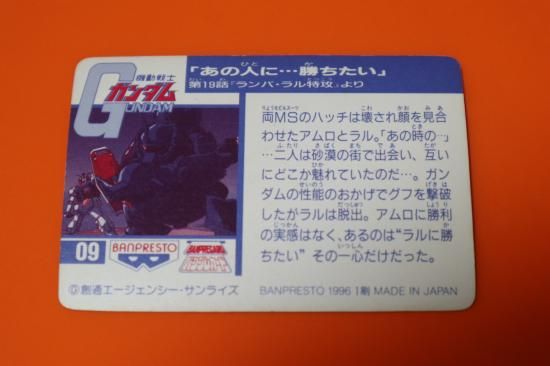 機動戦士
ガンダム
GUNDAM
「あの人に…勝ちたい」
第19話「ランバ・ラル特攻」より
両MSのハッチは壊され顔を見合
わせたアムロとラル。「あの時の…」
…二人は砂漠の街で出会い、互い
にどこか魅れていたのだ…。ガン
ダムの性能のおかげでグフを撃破
したがラルは脱出。アムロに勝利
の実感はなく、あるのは“ラルに勝
ちたい” その一心だけだった。
09
BANPRESTO
©創通エージェンシー・サンライズ
BANPRESTO 1996 1刷 MADE IN JAPAN